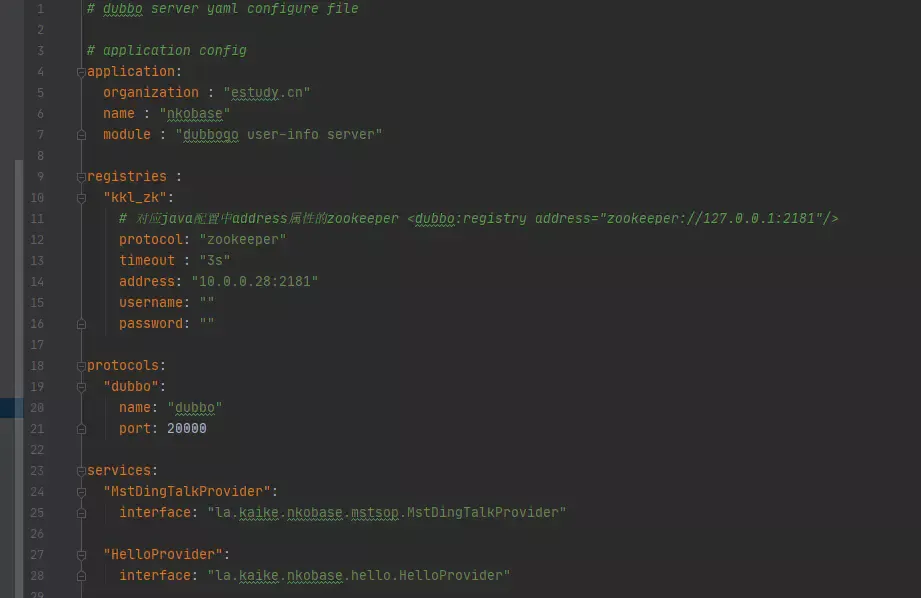 1 # dubbo server yaml configure file
2
3 # application config
4 application:
5 organization : "estudy.cn"
6 name : "nkobase"
7 module : "dubbogo user-info server"
8
9 registries :
10 "kkl_zk":
11 # 对应java配置中address属性的zookeeper <dubbo:registry address="zookeeper://127.0.0.1:2181"/>
12 protocol: "zookeeper"
13 timeout : "3s"
14 address: "10.0.0.28:2181"
15 username: ""
16 password: ""
17
18 protocols:
19 "dubbo":
20 name: "dubbo"
21 port: 20000
22
23 services:
24 "MstDingTalkProvider":
25 interface: "la.kaike.nkobase.mstsop.MstDingTalkProvider"
26
27 "HelloProvider":
28 interface: "la.kaike.nkobase.hello.HelloProvider"
29